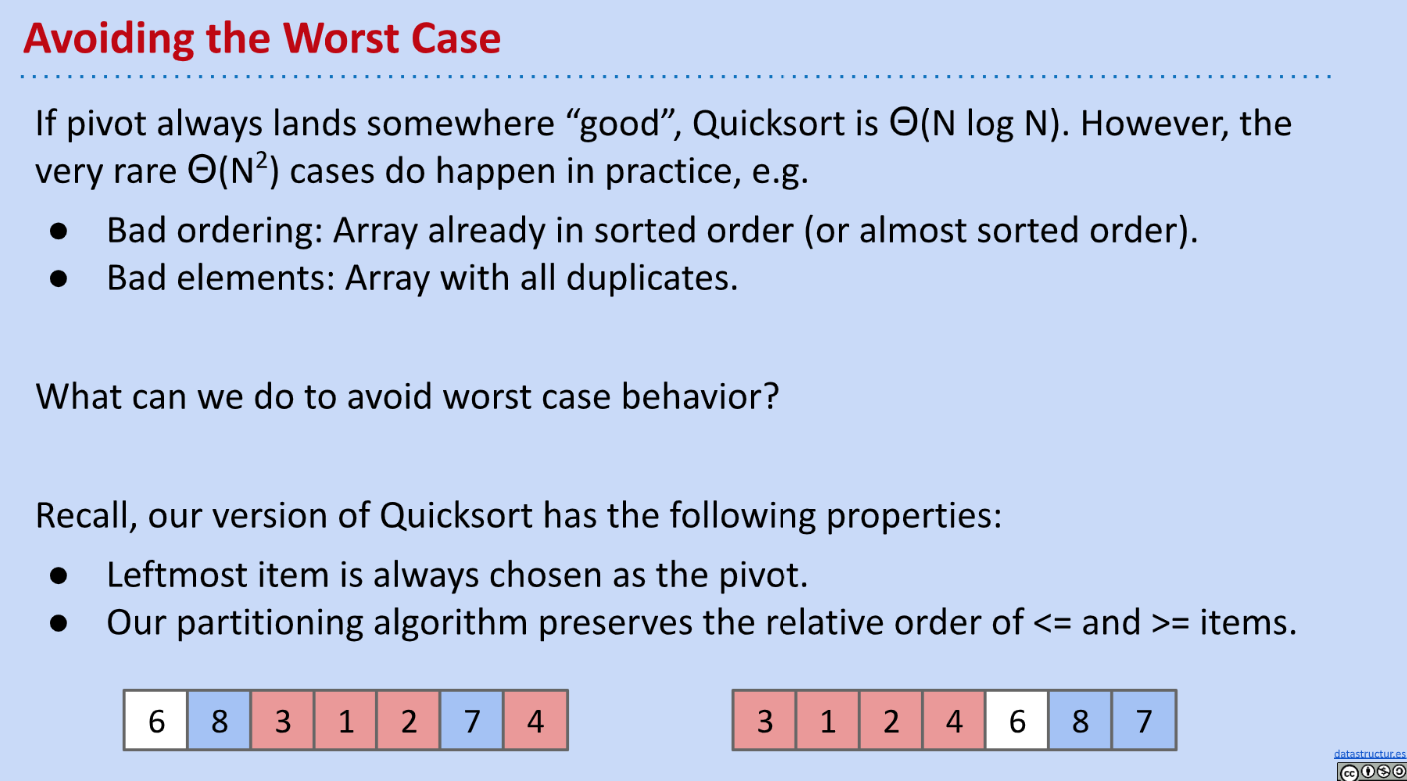 Avoiding the Worst Case
If pivot always lands somewhere “good”, Quicksort is Θ(N log N). However, the
very rare Θ(N²) cases do happen in practice, e.g.
● Bad ordering: Array already in sorted order (or almost sorted order).
● Bad elements: Array with all duplicates.
What can we do to avoid worst case behavior?
Recall, our version of Quicksort has the following properties:
● Leftmost item is always chosen as the pivot.
● Our partitioning algorithm preserves the relative order of <= and >= items.
6 8 3 1 2 7 4 3 1 2 4 6 8 7
datastructur.es
cc